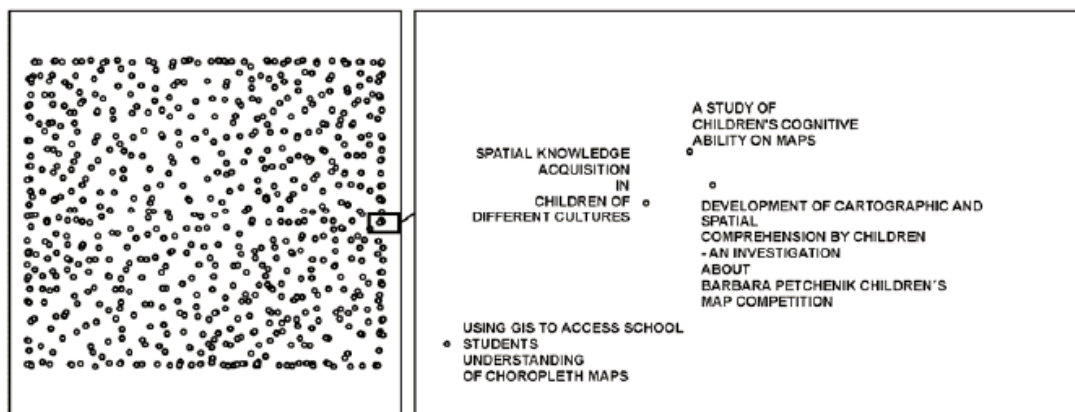 A STUDY OF
CHILDREN'S COGNITIVE
ABILITY ON MAPS
SPATIAL KNOWLEDGE
ACQUISITION
IN
CHILDREN OF
DIFFERENT CULTURES
DEVELOPMENT OF CARTOGRAPHIC AND
SPATIAL
COMPREHENSION BY CHILDREN
- AN INVESTIGATION
ABOUT
BARBARA PETCHENIK CHILDREN´S
MAP COMPETITION
USING GIS TO ACCESS SCHOOL
STUDENTS
UNDERSTANDING
OF CHOROPLETH MAPS